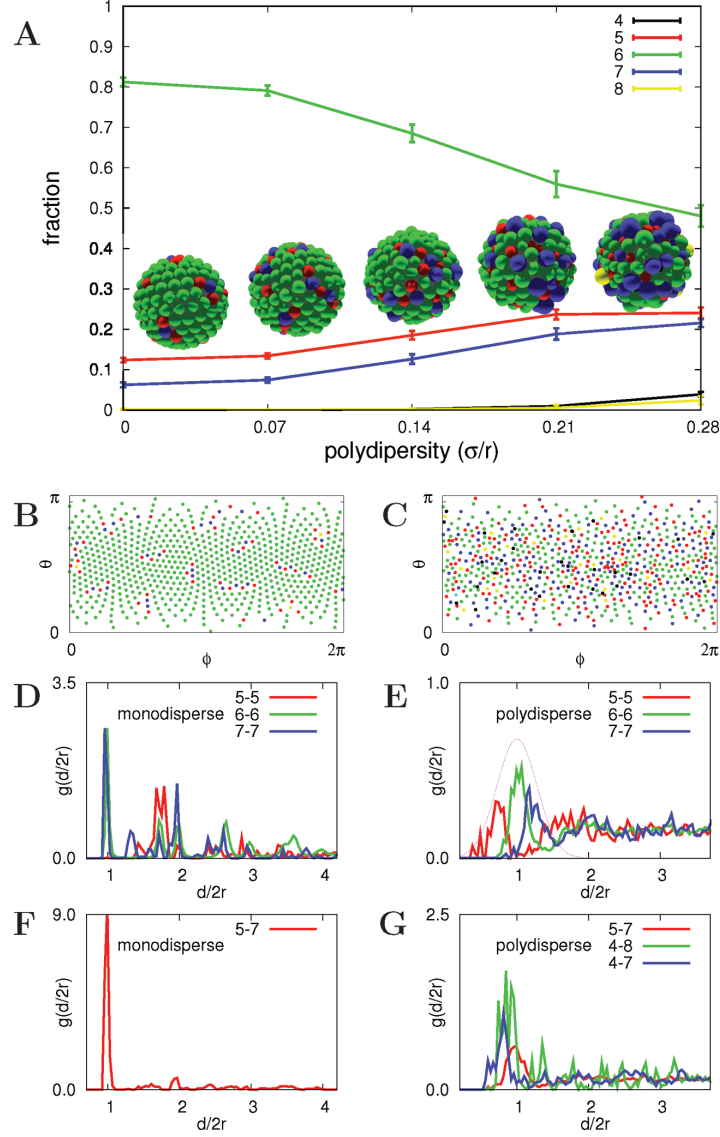 A
1
0.9
0.8
0.7
0.6
0.5
0.4
0.3
0.2
0.1
0
fraction
4
5
6
7
8
0 0.07 0.14 0.21 0.28
polydipersity (σ/r)
B
π
θ
0
0 ϕ 2π
C
π
θ
0
0 ϕ 2π
D
3.5
g(d/2r)
0.0
monodisperse
5-5
6-6
7-7
1 2 3 4
d/2r
E
1.0
g(d/2r)
0.0
polydisperse
5-5
6-6
7-7
1 2 3
d/2r
F
9.0
g(d/2r)
0.0
monodisperse
5-7
1 2 3 4
d/2r
G
2.5
g(d/2r)
0.0
polydisperse
5-7
4-8
4-7
1 2 3
d/2r